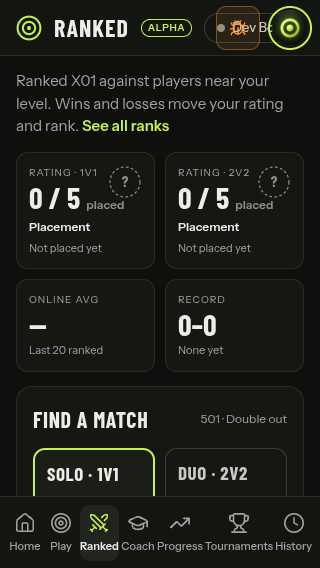 RANKED ALPHA
Ranked X01 against players near your
level. Wins and losses move your rating
and rank. See all ranks
RATING · 1V1 ?
0 / 5 placed
Placement
Not placed yet
RATING · 2V2 ?
0 / 5 placed
Placement
Not placed yet
ONLINE AVG
–
Last 20 ranked
RECORD
0–0
None yet
FIND A MATCH
501 · Double out
SOLO · 1V1
DUO · 2V2
Home Play Ranked Coach Progress Tournaments History